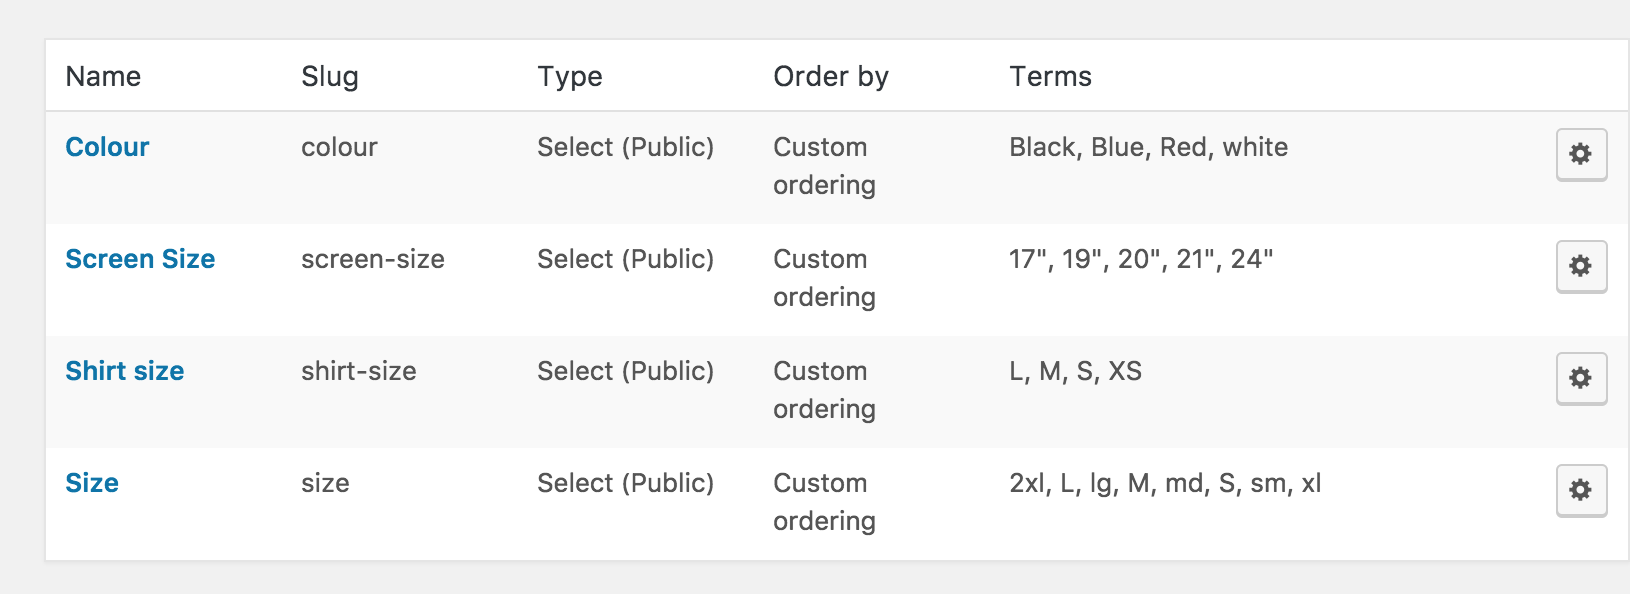 Name Slug Type Order by Terms
Colour colour Select (Public) Custom ordering Black, Blue, Red, white
Screen Size screen-size Select (Public) Custom ordering 17", 19", 20", 21", 24"
Shirt size shirt-size Select (Public) Custom ordering L, M, S, XS
Size size Select (Public) Custom ordering 2xl, L, lg, M, md, S, sm, xl